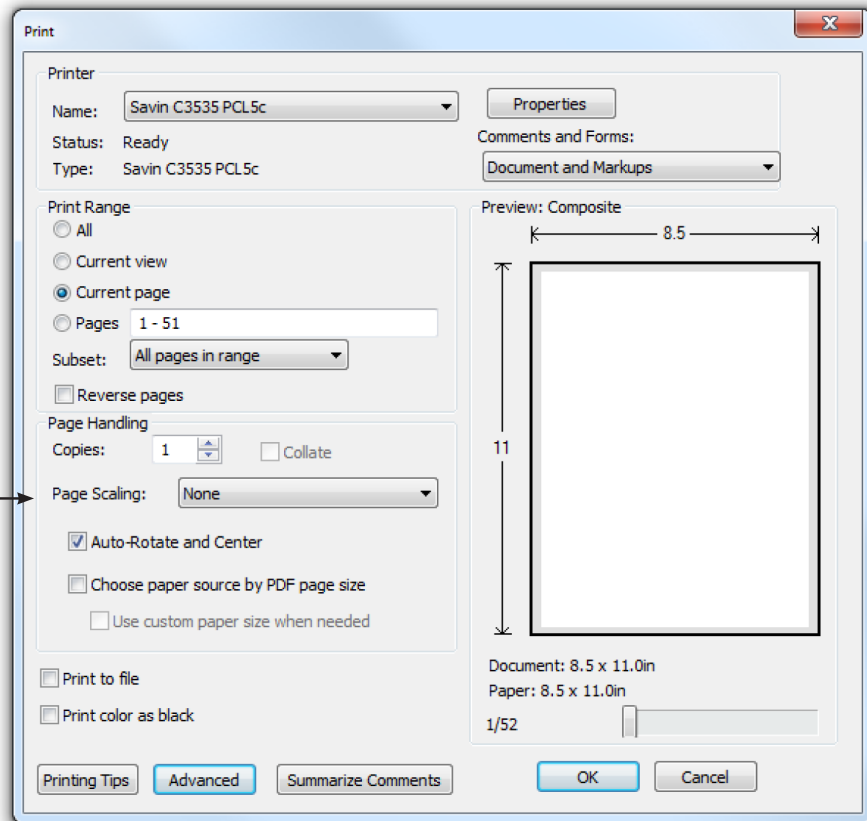 Print
Printer
Name: Savin C3535 PCL5c Properties
Status: Ready Comments and Forms:
Type: Savin C3535 PCL5c Document and Markups
Print Range
All
Current view
Current page
Pages 1 - 51
Subset: All pages in range
Reverse pages
Page Handling
Copies: 1 Collate
Page Scaling: None
Auto-Rotate and Center
Choose paper source by PDF page size
Use custom paper size when needed
Print to file
Print color as black
Preview: Composite
8.5
11
Document: 8.5 x 11.0in
Paper: 8.5 x 11.0in
1/52
Printing Tips Advanced Summarize Comments OK Cancel